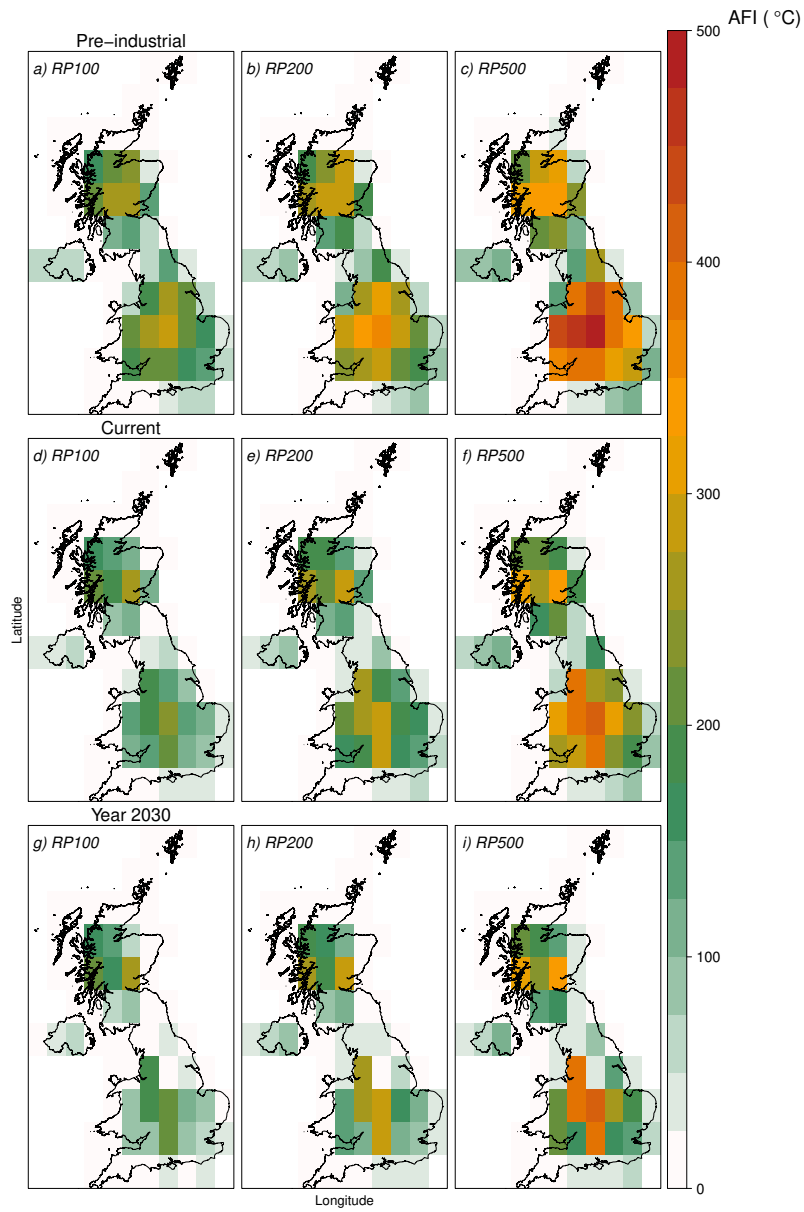 AFI ( °C)
Pre−industrial
a) RP100
b) RP200
c) RP500
500
400
300
200
100
0
Current
d) RP100
e) RP200
f) RP500
Latitude
Year 2030
g) RP100
h) RP200
i) RP500
Longitude